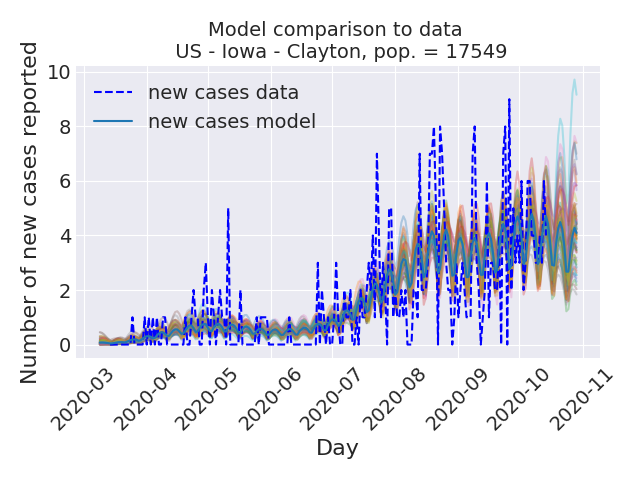 Model comparison to data
US - Iowa - Clayton, pop. = 17549
Number of new cases reported
10
8
6
4
2
0
new cases data
new cases model
2020-03
2020-04
2020-05
2020-06
2020-07
2020-08
2020-09
2020-10
2020-11
Day